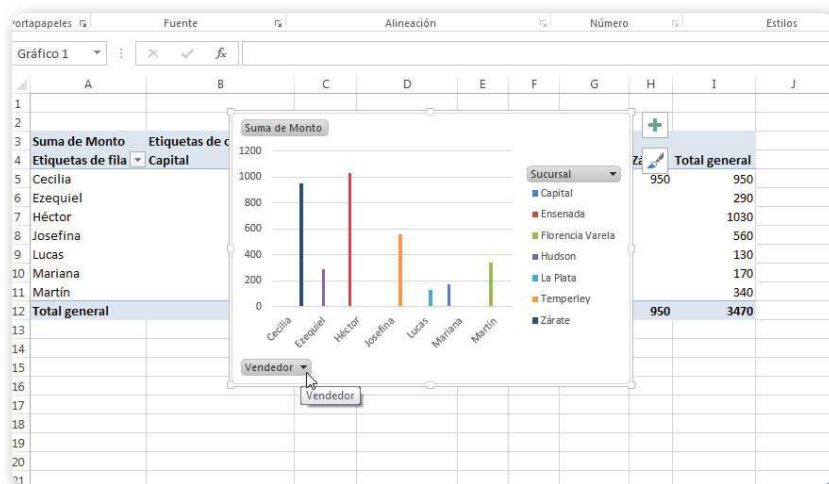 Portapapeles Fuente Alineación Número Estilos
Gráfico 1 fx
A B C D E F G H I J
1
2
3 Suma de Monto Etiquetas de c
4 Etiquetas de fila Capital Zá Total general
5 Cecilia 950 950
6 Ezequiel 290
7 Héctor 1030
8 Josefina 560
9 Lucas 130
10 Mariana 170
11 Martín 340
12 Total general 950 3470
13
14
15
16
17
18
19
20
21
Suma de Monto
1200
1000
800
600
400
200
0
Cecilia Ezequiel Héctor Josefina Lucas Mariana Martín
Sucursal
Capital
Ensenada
Florencia Varela
Hudson
La Plata
Temperley
Zárate
Vendedor
Vendedor